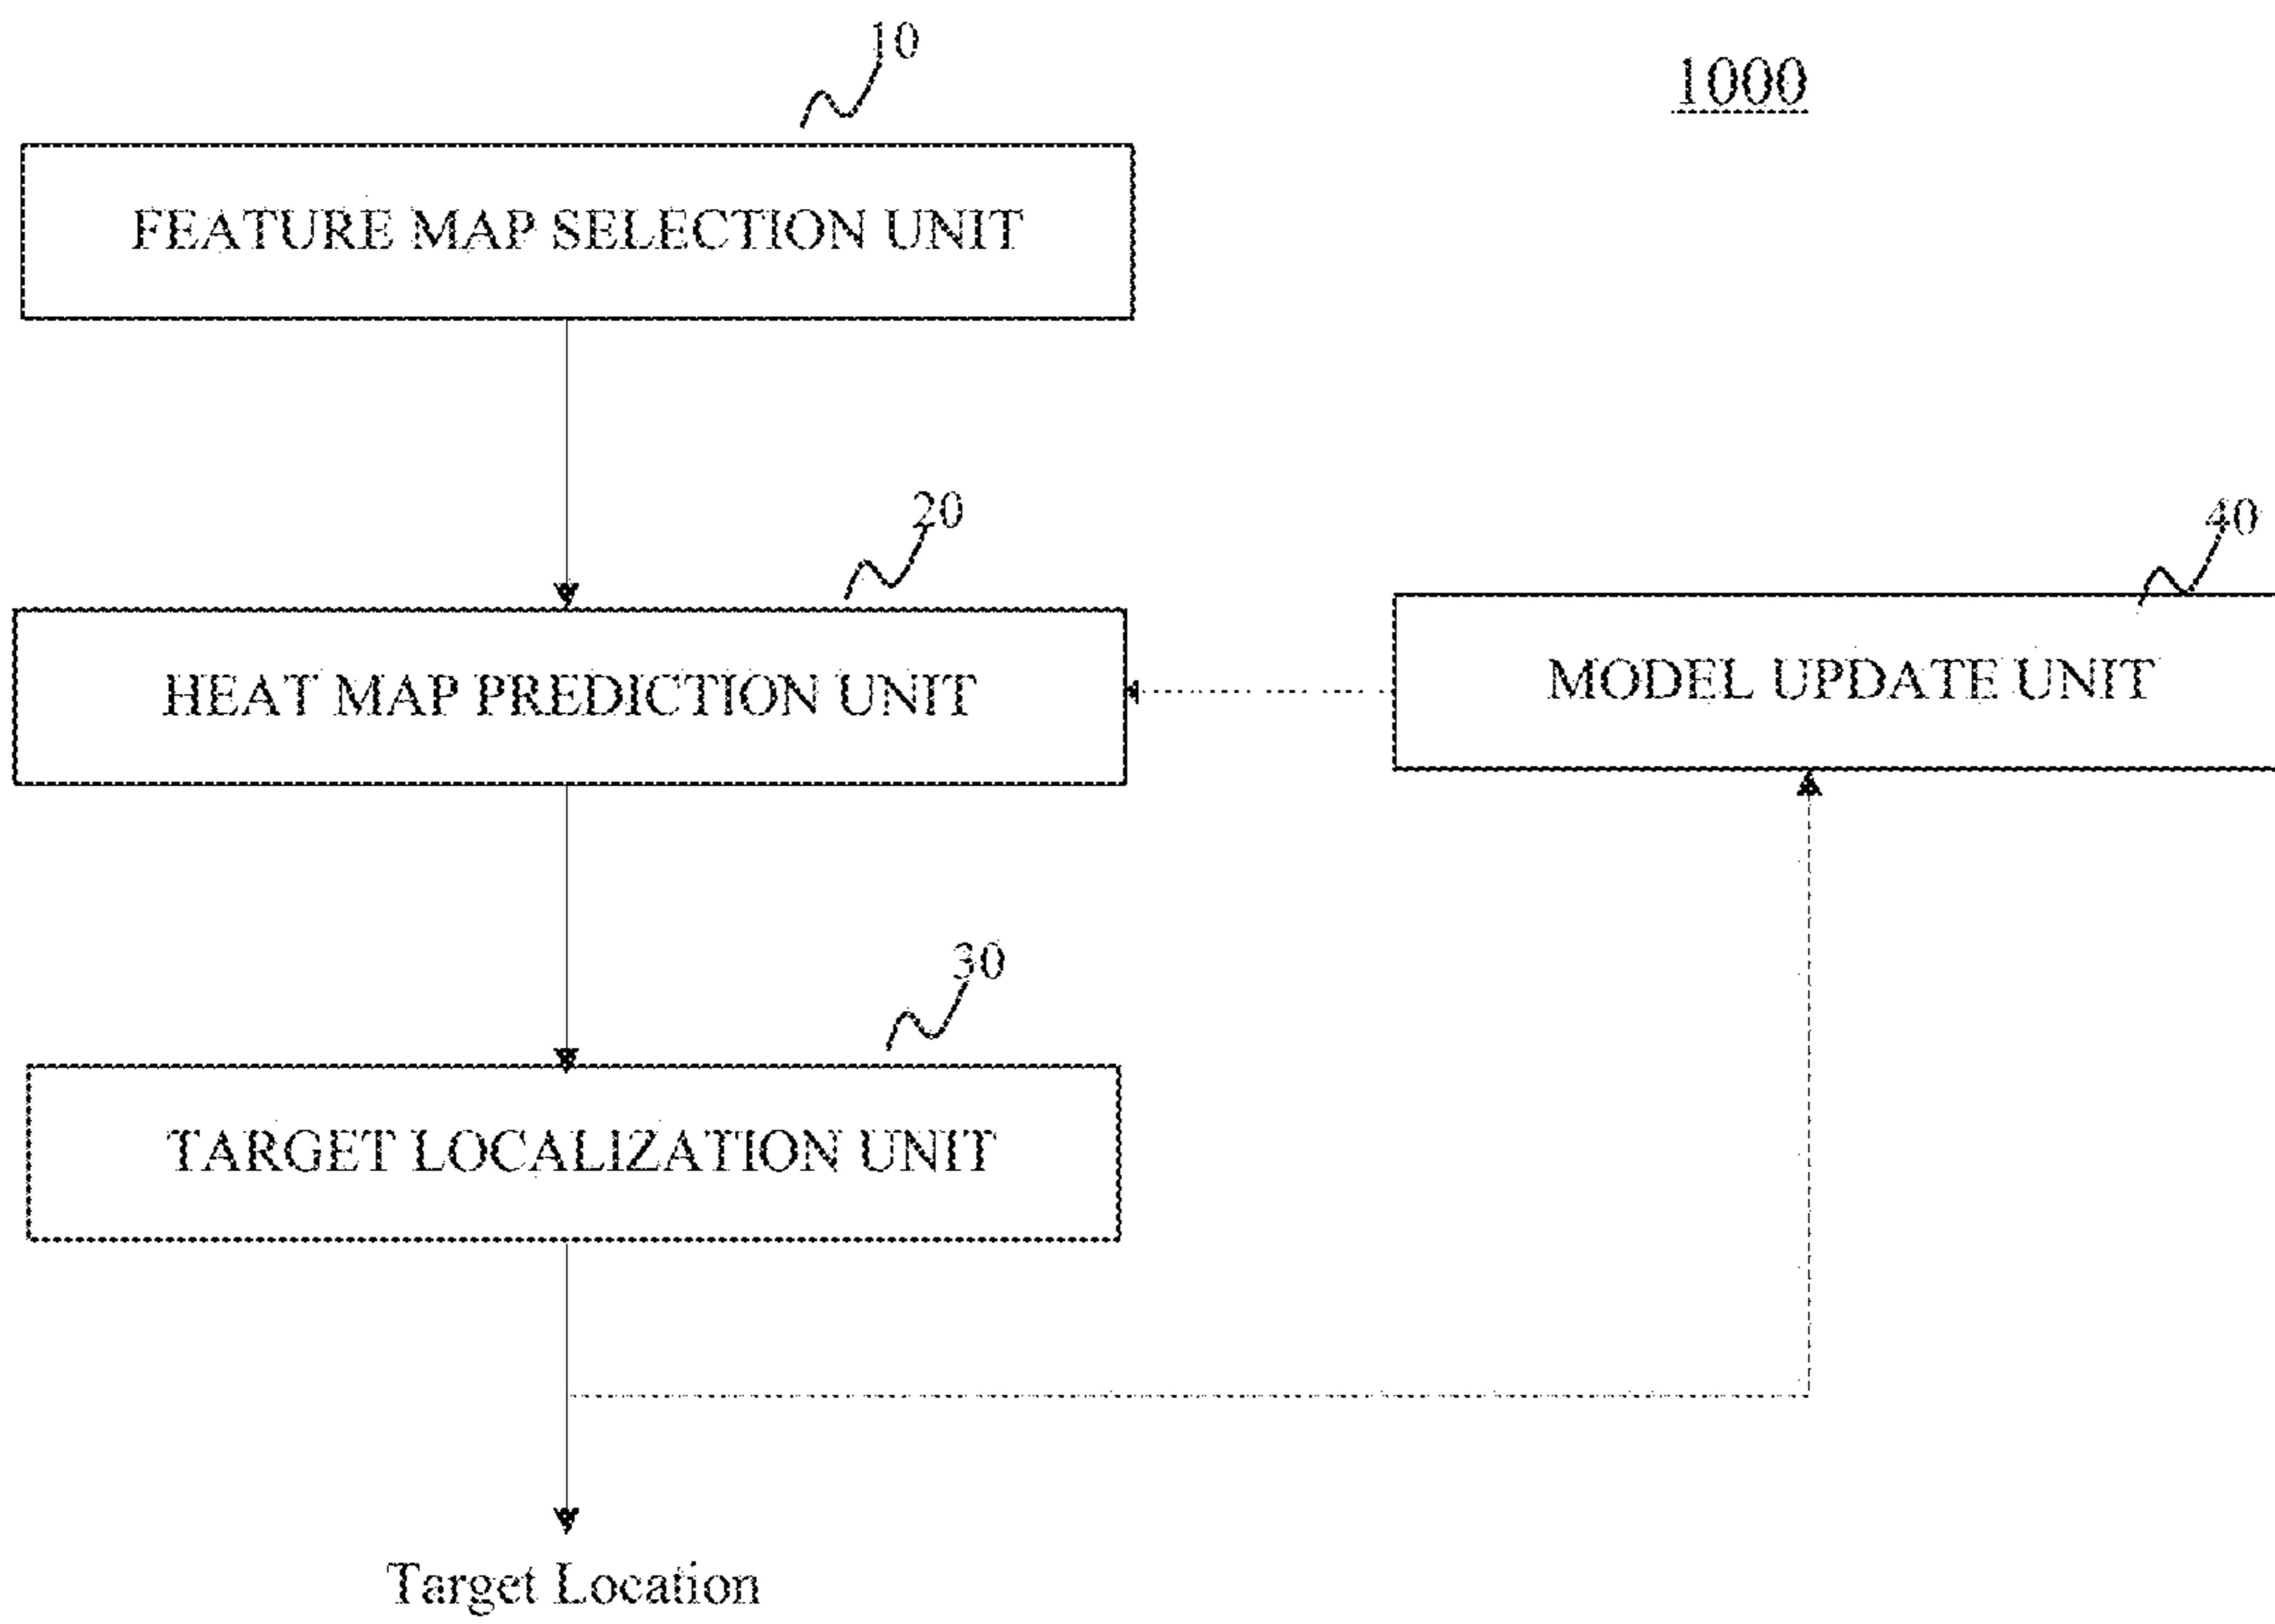 10
1000
FEATURE MAP SELECTION UNIT
20
40
HEAT MAP PREDICTION UNIT
MODEL UPDATE UNIT
30
TARGET LOCALIZATION UNIT
Target Location